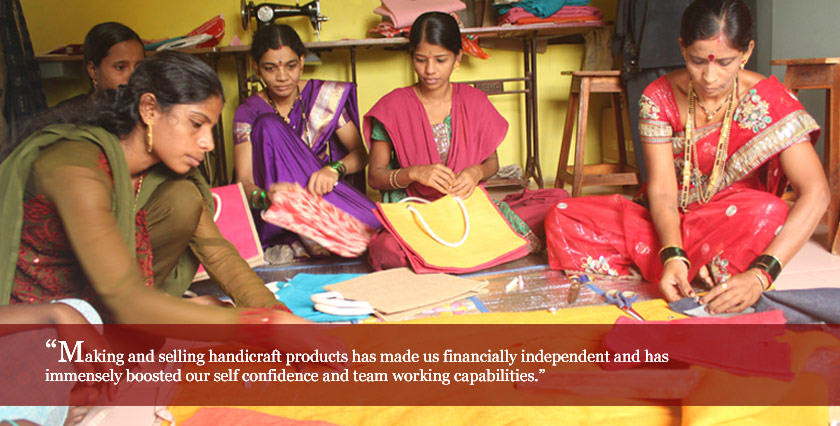 “Making and selling handicraft products has made us financially independent and has
immensely boosted our self confidence and team working capabilities.”